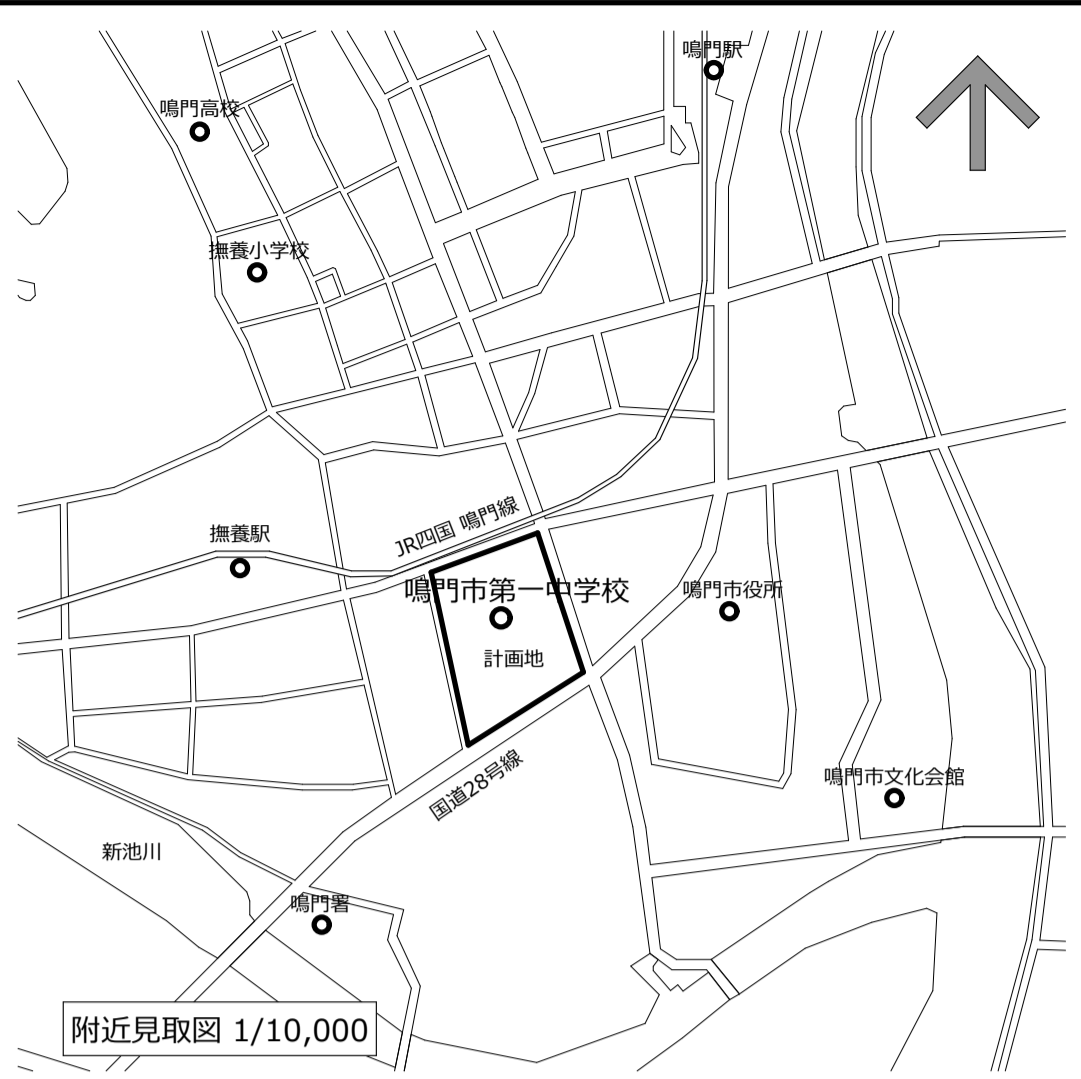 鳴門駅
鳴門高校
撫養小学校
JR四国 鳴門線
撫養駅
鳴門市第一中学校
鳴門市役所
計画地
国道28号線
鳴門市文化会館
新池川
鳴門署
附近見取図 1/10,000